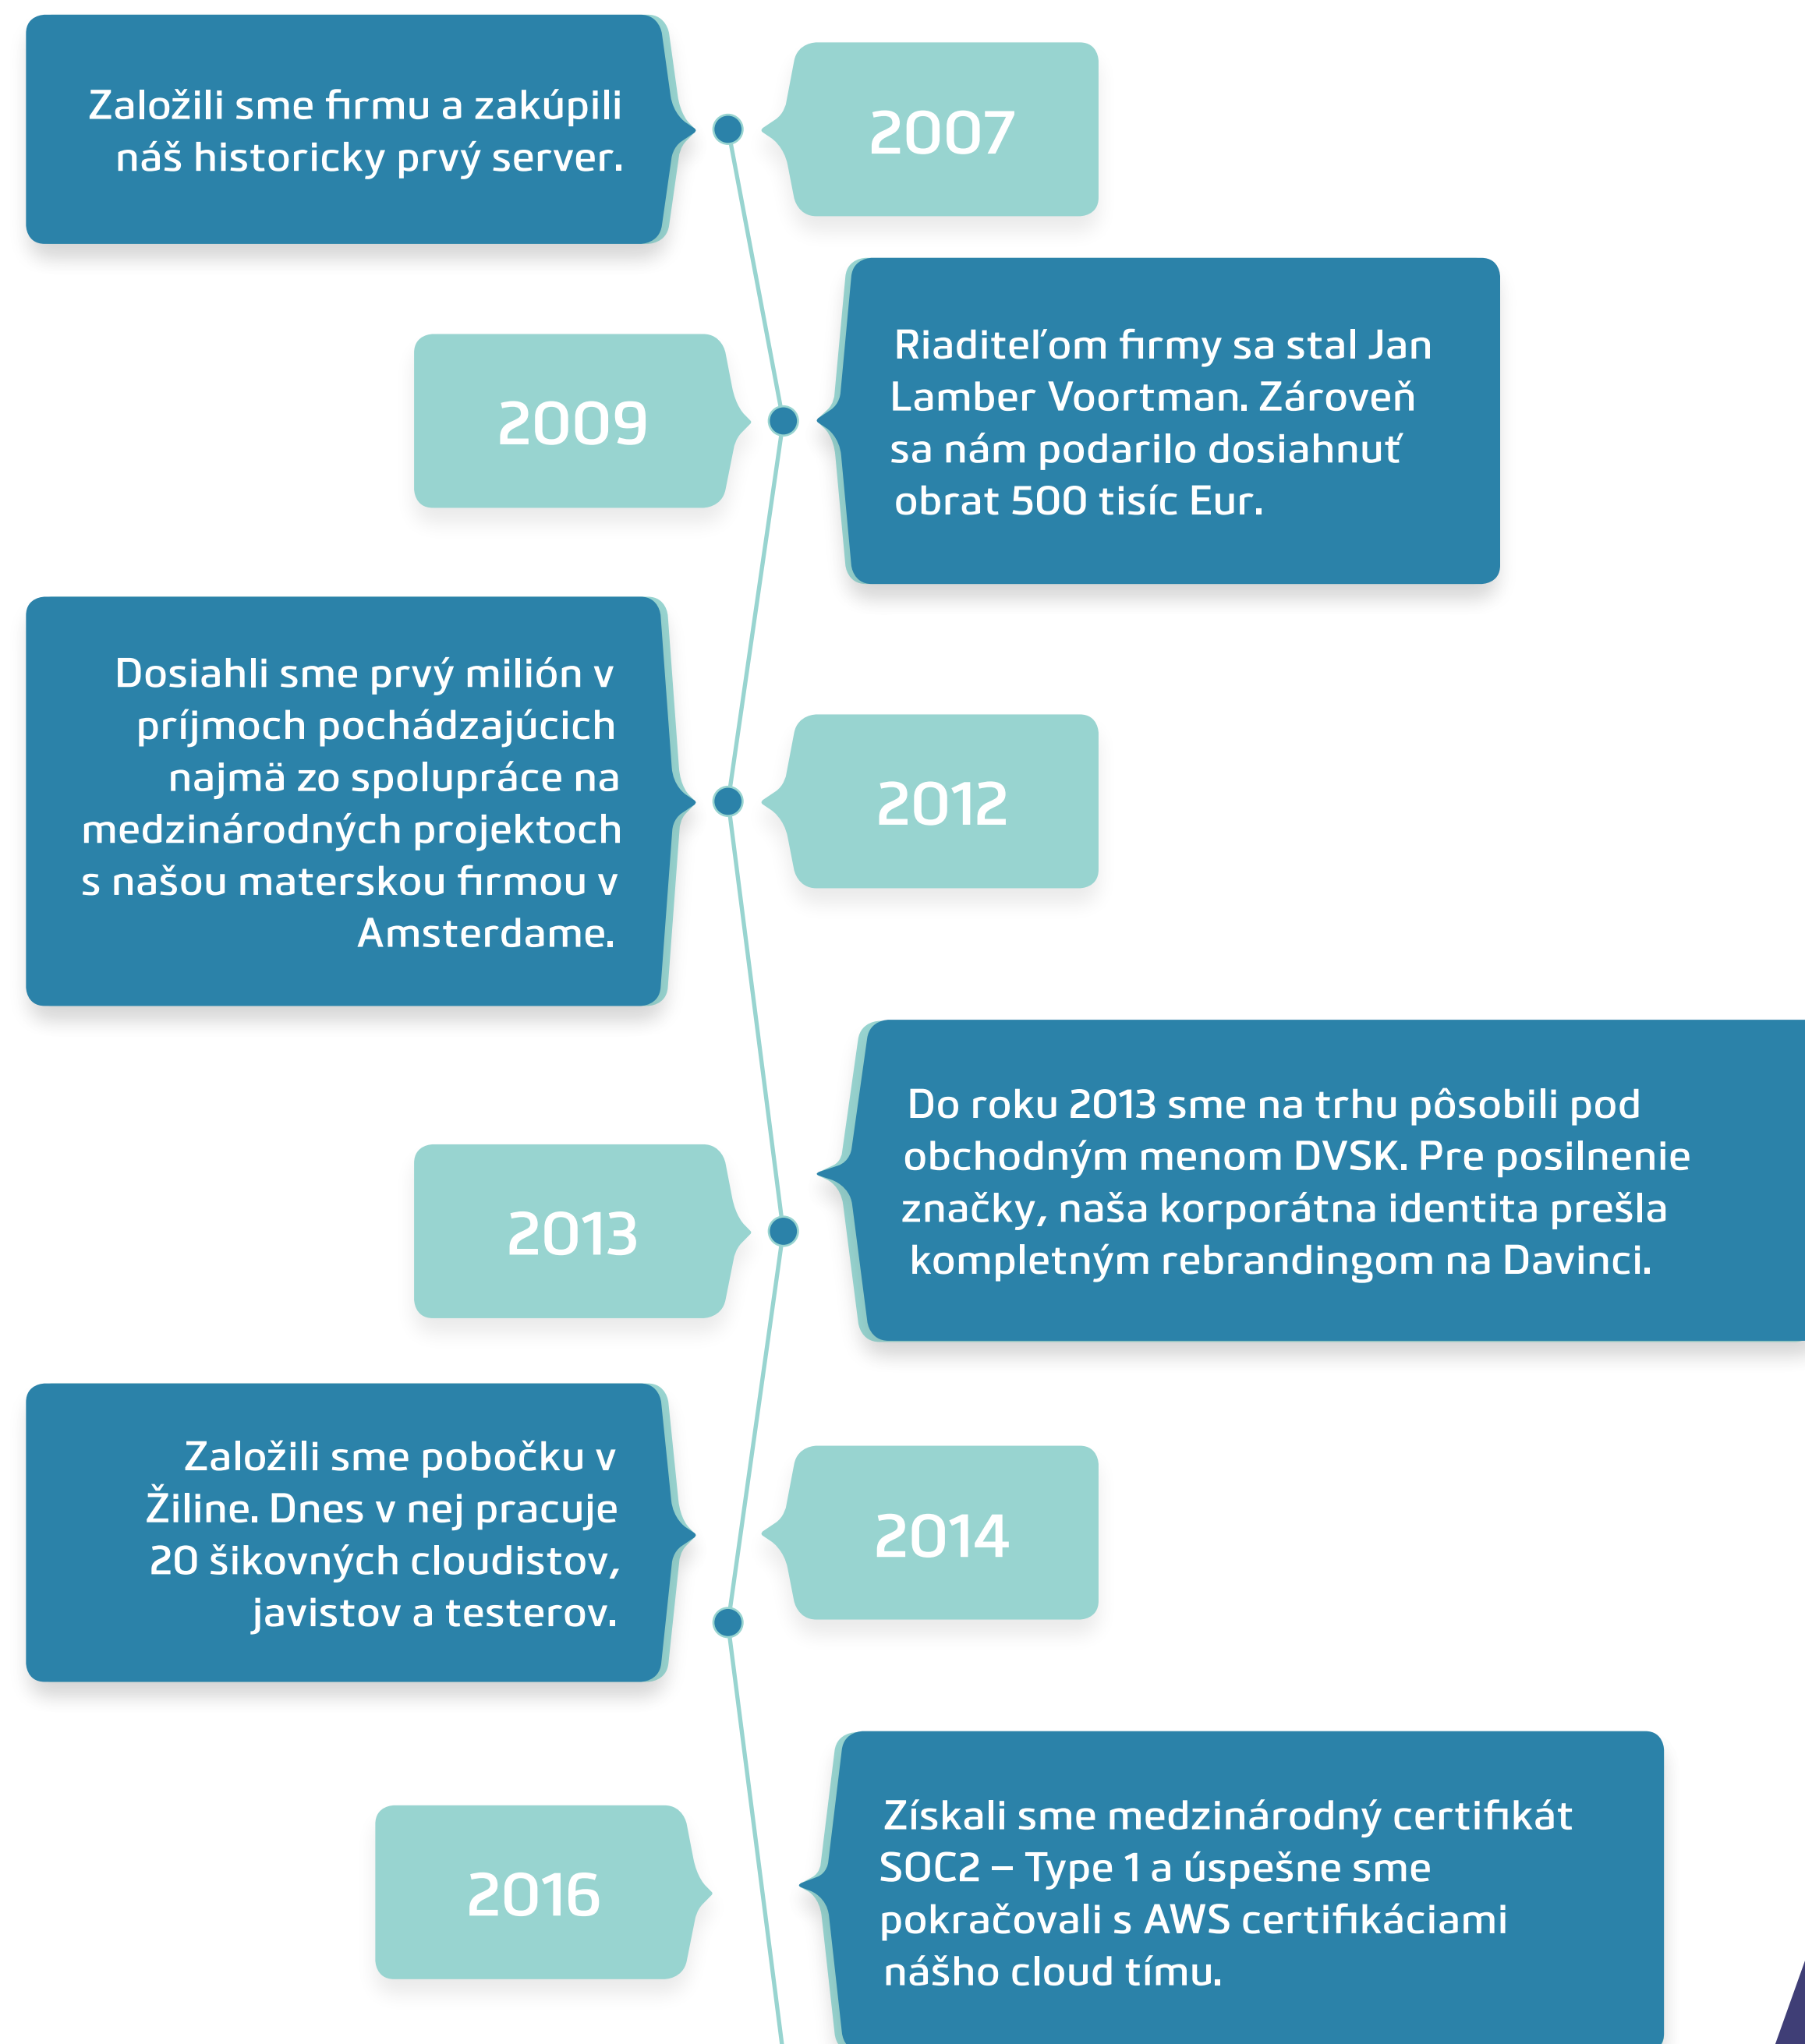 Založili sme firmu a zakúpili
náš historicky prvý server.
2007
2009
Riaditeľom firmy sa stal Jan
Lamber Voortman. Zároveň
sa nám podarilo dosiahnuť
obrat 500 tisíc Eur.
Dosiahli sme prvý milión v
príjmoch pochádzajúcich
najmä zo spolupráce na
medzinárodných projektoch
s našou materskou firmou v
Amsterdame.
2012
2013
Do roku 2013 sme na trhu pôsobili pod
obchodným menom DVSK. Pre posilnenie
značky, naša korporátna identita prešla
kompletným rebrandingom na Davinci.
Založili sme pobočku v
Žiline. Dnes v nej pracuje
20 šikovných cloudistov,
javistov a testerov.
2014
2016
Získali sme medzinárodný certifikát
SOC2 – Type 1 a úspešne sme
pokračovali s AWS certifikáciami
nášho cloud tímu.